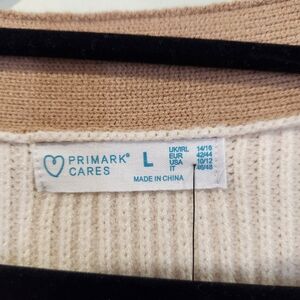 PRIMARK®
CARES
L
UK/IRL 14/16
EUR 42/44
USA 10/12
IT 46/48
MADE IN CHINA